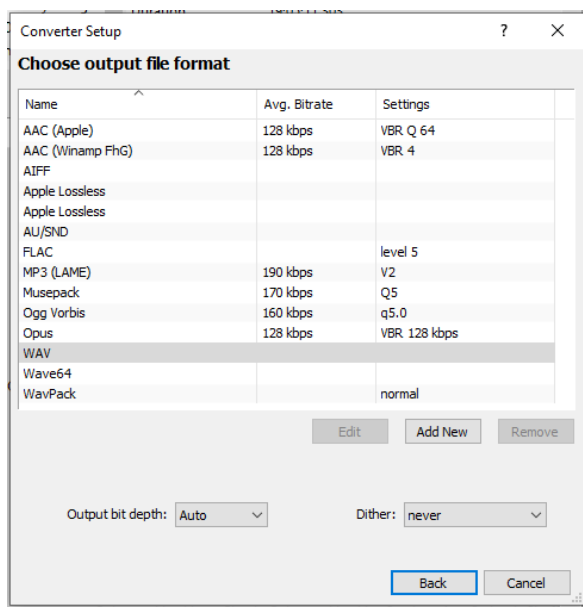 Converter Setup ? ×
Choose output file format
Name Avg. Bitrate Settings
AAC (Apple) 128 kbps VBR Q 64
AAC (Winamp FhG) 128 kbps VBR 4
AIFF
Apple Lossless
Apple Lossless
AU/SND
FLAC level 5
MP3 (LAME) 190 kbps V2
Musepack 170 kbps Q5
Ogg Vorbis 160 kbps q5.0
Opus 128 kbps VBR 128 kbps
WAV
Wave64
WavPack normal
Edit Add New Remove
Output bit depth: Auto Dither: never
Back Cancel